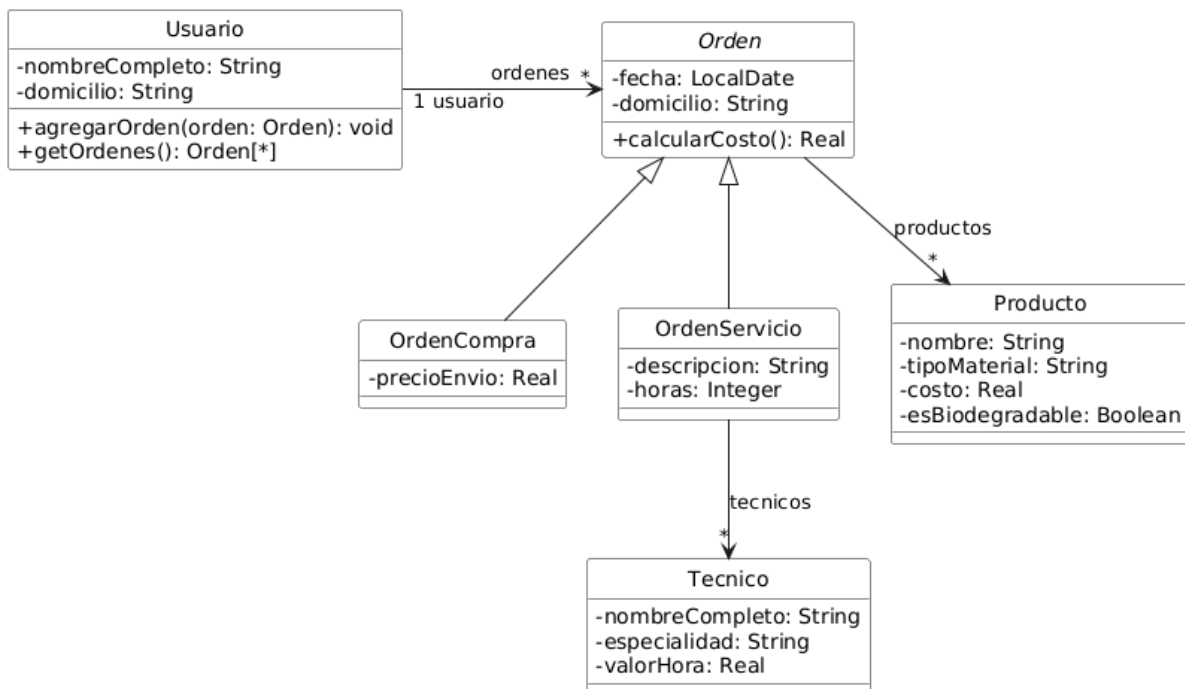 Usuario
-nombreCompleto: String
-domicilio: String
+agregarOrden(orden: Orden): void
+getOrdenes(): Orden[*]
ordenes *
1 usuario
Orden
-fecha: LocalDate
-domicilio: String
+calcularCosto(): Real
productos
*
OrdenCompra
-precioEnvio: Real
OrdenServicio
-descripcion: String
-horas: Integer
Producto
-nombre: String
-tipoMaterial: String
-costo: Real
-esBiodegradable: Boolean
tecnicos
*
Tecnico
-nombreCompleto: String
-especialidad: String
-valorHora: Real